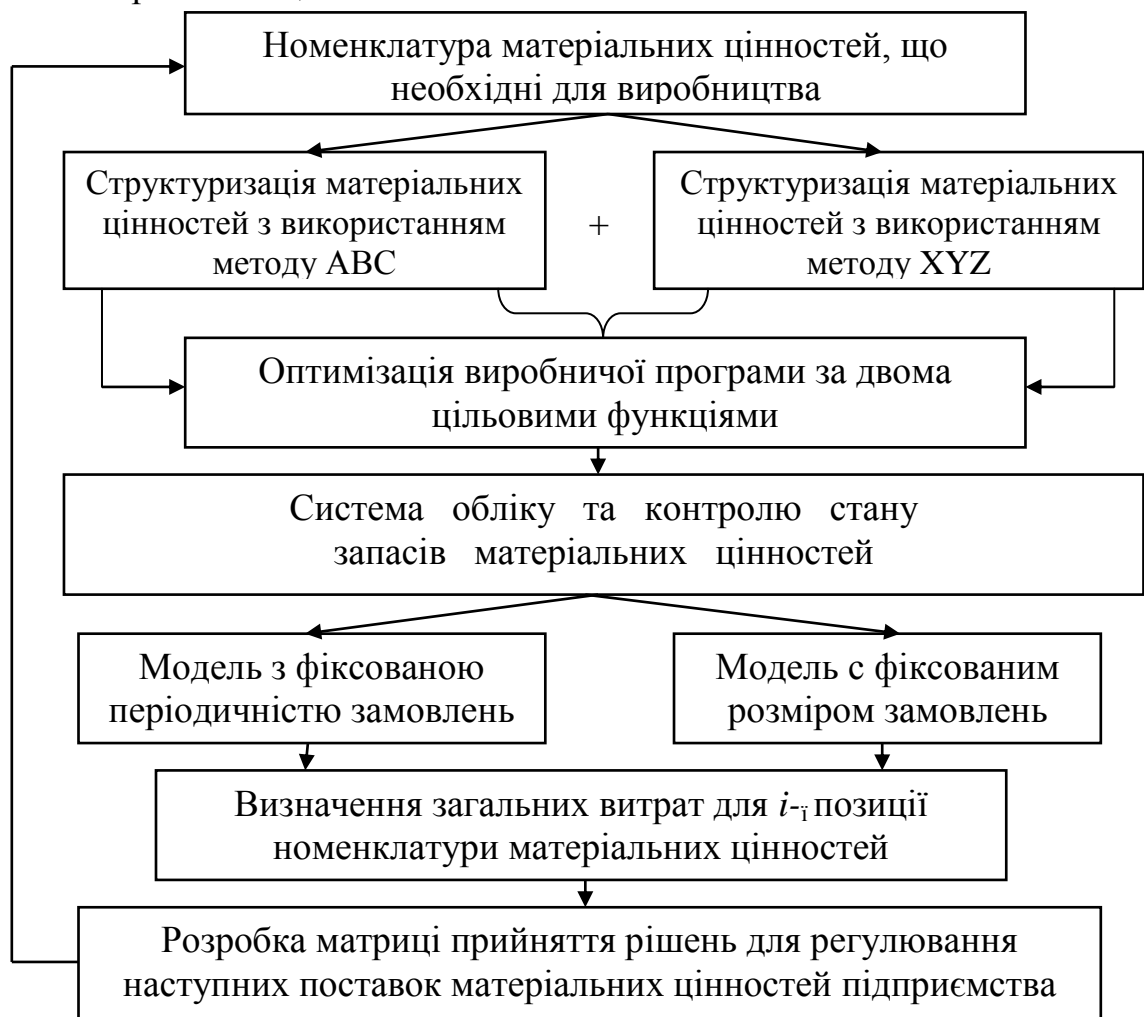 Номенклатура матеріальних цінностей, що
необхідні для виробництва
Структуризація матеріальних
цінностей з використанням
методу АВС
+
Структуризація матеріальних
цінностей з використанням
методу XYZ
Оптимізація виробничої програми за двома
цільовими функціями
Система обліку та контролю стану
запасів матеріальних цінностей
Модель з фіксованою
періодичністю замовлень
Модель с фіксованим
розміром замовлень
Визначення загальних витрат для i-ї позиції
номенклатури матеріальних цінностей
Розробка матриці прийняття рішень для регулювання
наступних поставок матеріальних цінностей підприємства